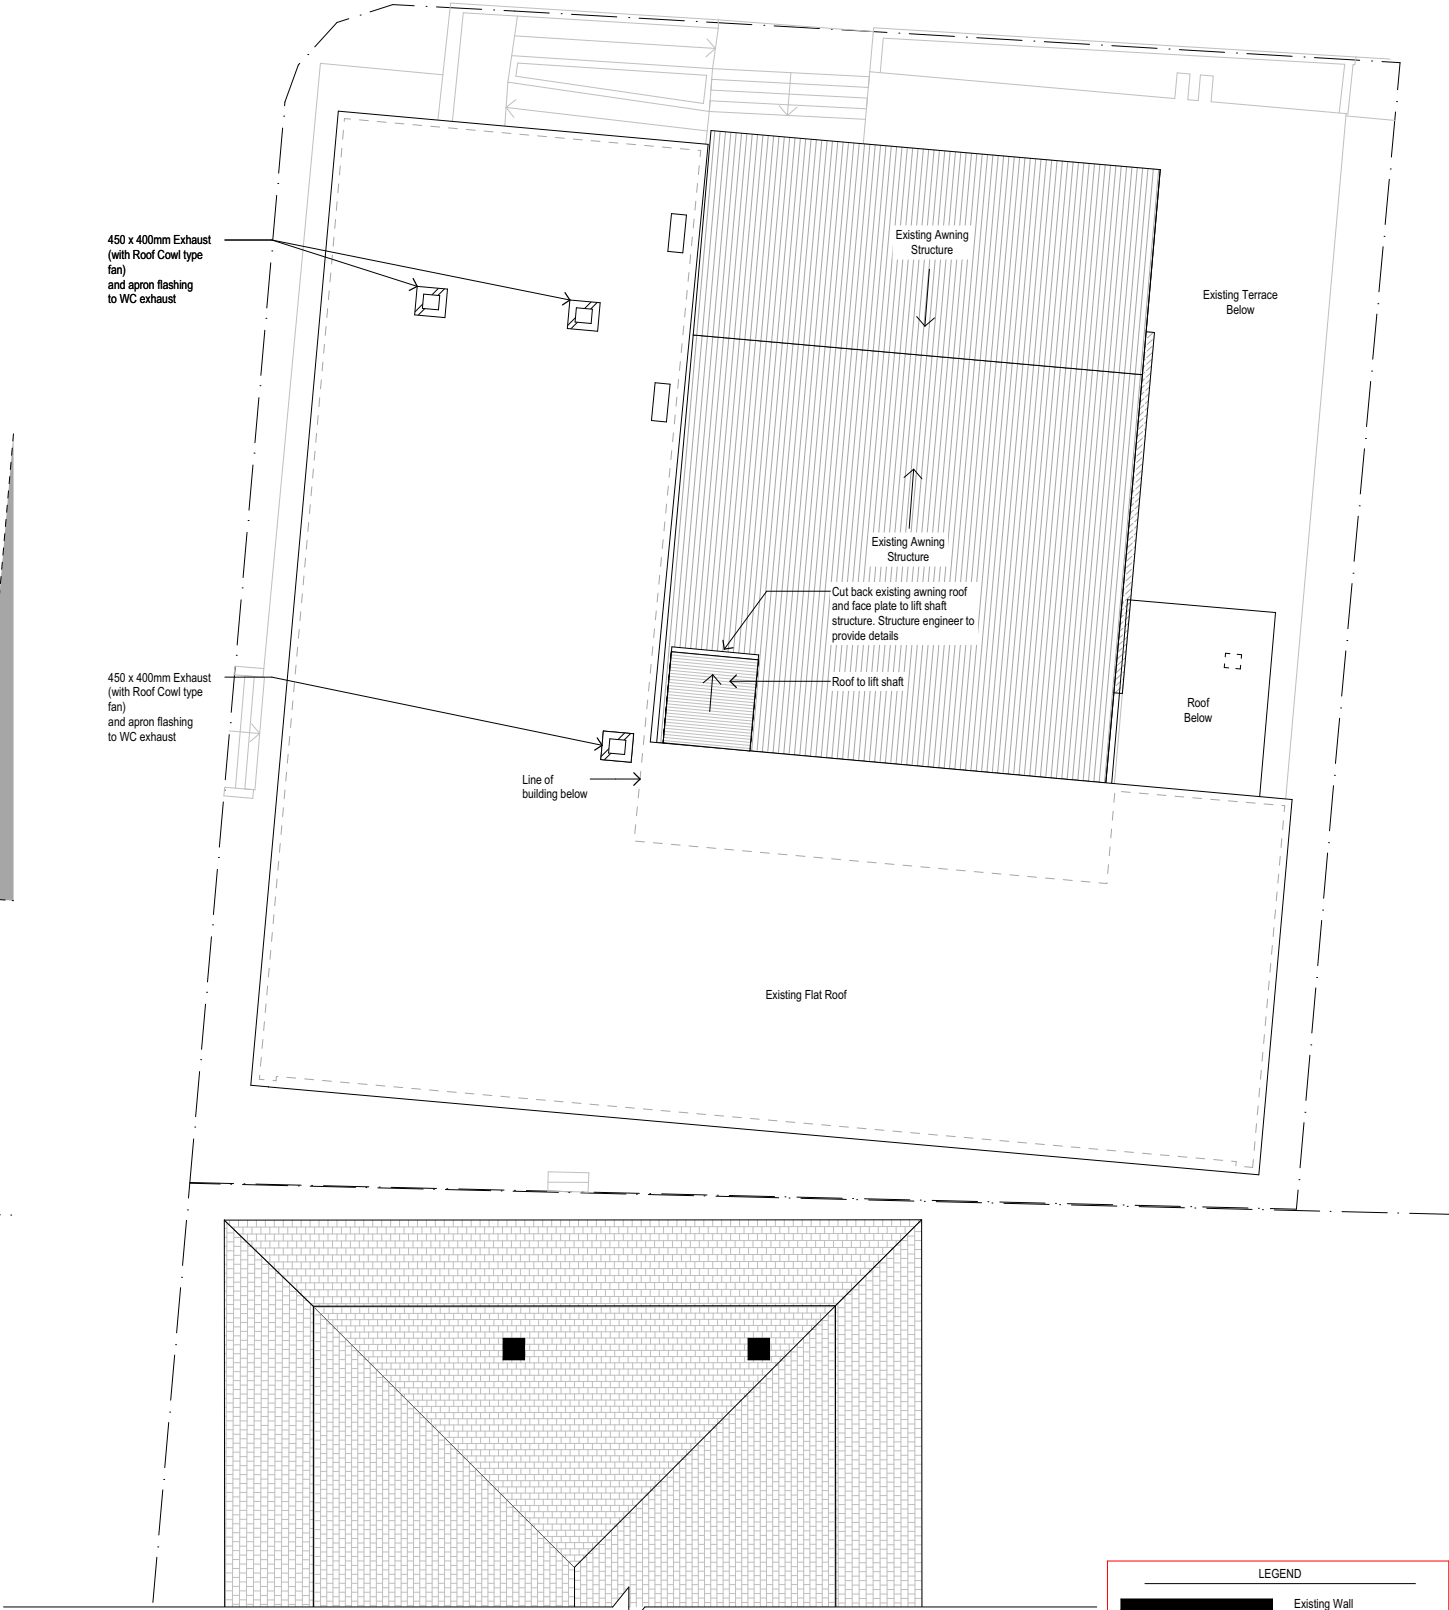 450 x 400mm Exhaust
(with Roof Cowl type
fan)
and apron flashing
to WC exhaust
Existing Awning
Structure
Existing Terrace
Below
Existing Awning
Structure
Cut back existing awning roof
and face plate to lift shaft
structure. Structure engineer to
provide details
Roof to lift shaft
450 x 400mm Exhaust
(with Roof Cowl type
fan)
and apron flashing
to WC exhaust
Roof
Below
Line of
building below
Existing Flat Roof
LEGEND
Existing Wall